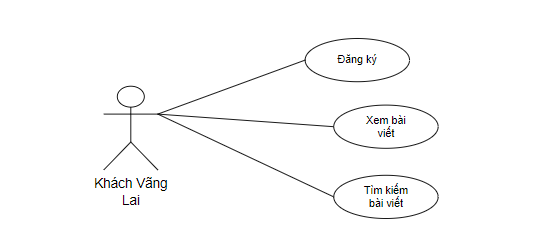 Đăng ký
Xem bài
viết
Khách Vãng
Lai
Tìm kiếm
bài viết